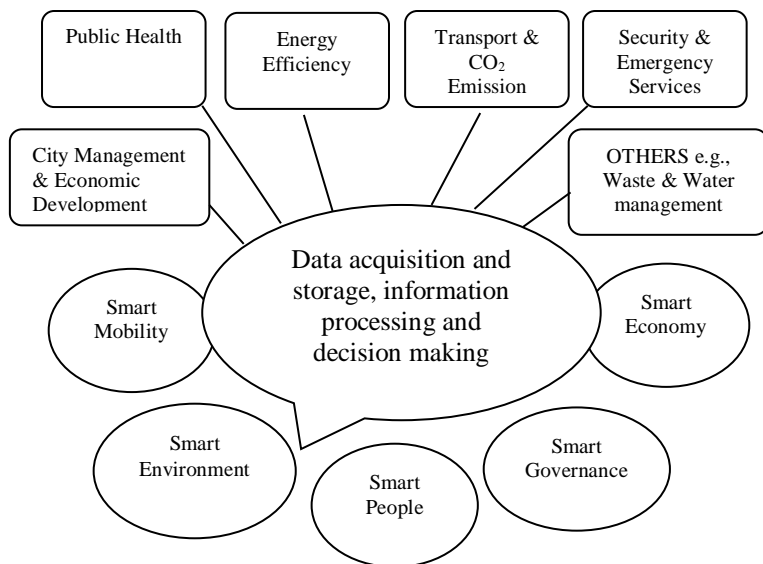 Public Health
Energy
Efficiency
Transport &
CO₂
Emission
Security &
Emergency
Services
City Management
& Economic
Development
OTHERS e.g.,
Waste & Water
management
Data acquisition and
storage, information
processing and
decision making
Smart
Mobility
Smart
Economy
Smart
Environment
Smart
People
Smart
Governance